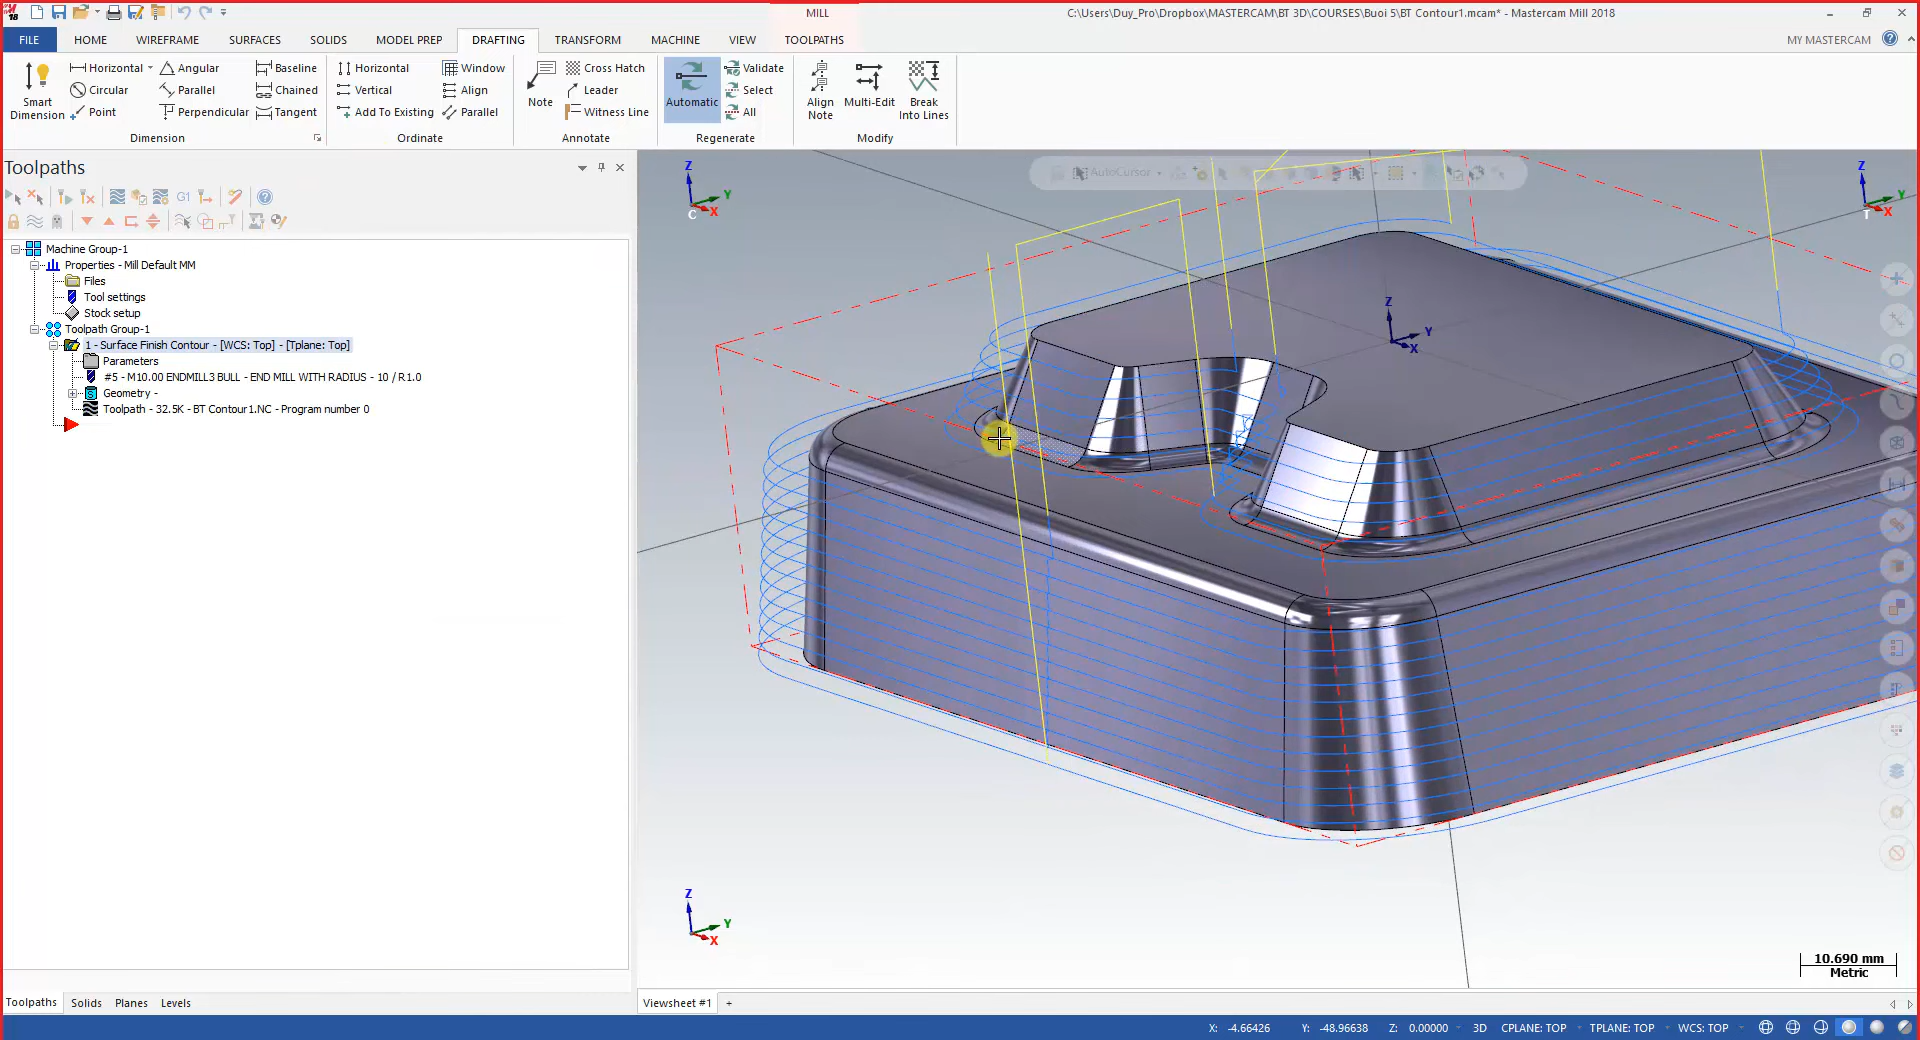 MILL
C:\Users\Duy_Pro\Dropbox\MASTERCAM\BT 3D\COURSES\Buoi 5\BT Contour1.mcam* - Mastercam Mill 2018
18
FILE HOME WIREFRAME SURFACES SOLIDS MODEL PREP DRAFTING TRANSFORM MACHINE VIEW TOOLPATHS MY MASTERCAM
Horizontal Angular Baseline Horizontal Window Cross Hatch Validate
Circular Parallel Chained Vertical Align Leader Select
Smart Dimension Point Perpendicular Tangent Add To Existing Parallel Note Witness Line Automatic All Align Note Multi-Edit Break Into Lines
Dimension Ordinate Annotate Regenerate Modify
Toolpaths
G1
Machine Group-1
Properties - Mill Default MM
Files
Tool settings
Stock setup
Toolpath Group-1
1 - Surface Finish Contour - [WCS: Top] - [Tplane: Top]
Parameters
#5 - M10.00 ENDMILL3 BULL - END MILL WITH RADIUS - 10 / R1.0
Geometry -
Toolpath - 32.5K - BT Contour1.NC - Program number 0
AutoCursor
Z
Y
X
C
Z
Y
X
T
Z
Y
X
Z
Y
X
10.690 mm
Metric
Toolpaths Solids Planes Levels
Viewsheet #1 +
X: -4.66426 Y: -48.96638 Z: 0.00000 3D CPLANE: TOP TPLANE: TOP WCS: TOP